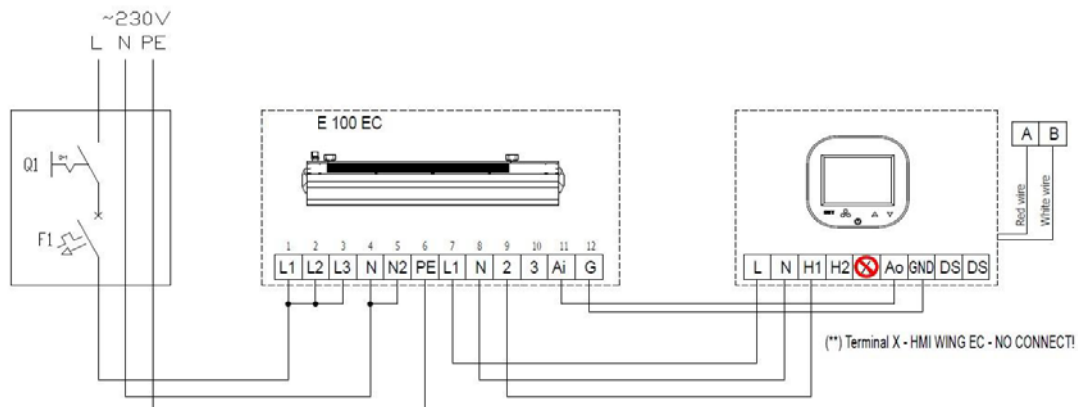 ~230V
L N PE
Q1
F1
E 100 EC
1 2 3 4 5 6 7 8 9 10 11 12
L1 L2 L3 N N2 PE L1 N 2 3 Ai G
SET
L N H1 H2 X Ao GND DS DS
A B
Red wire
White wire
(**) Terminal X - HMI WING EC - NO CONNECT!